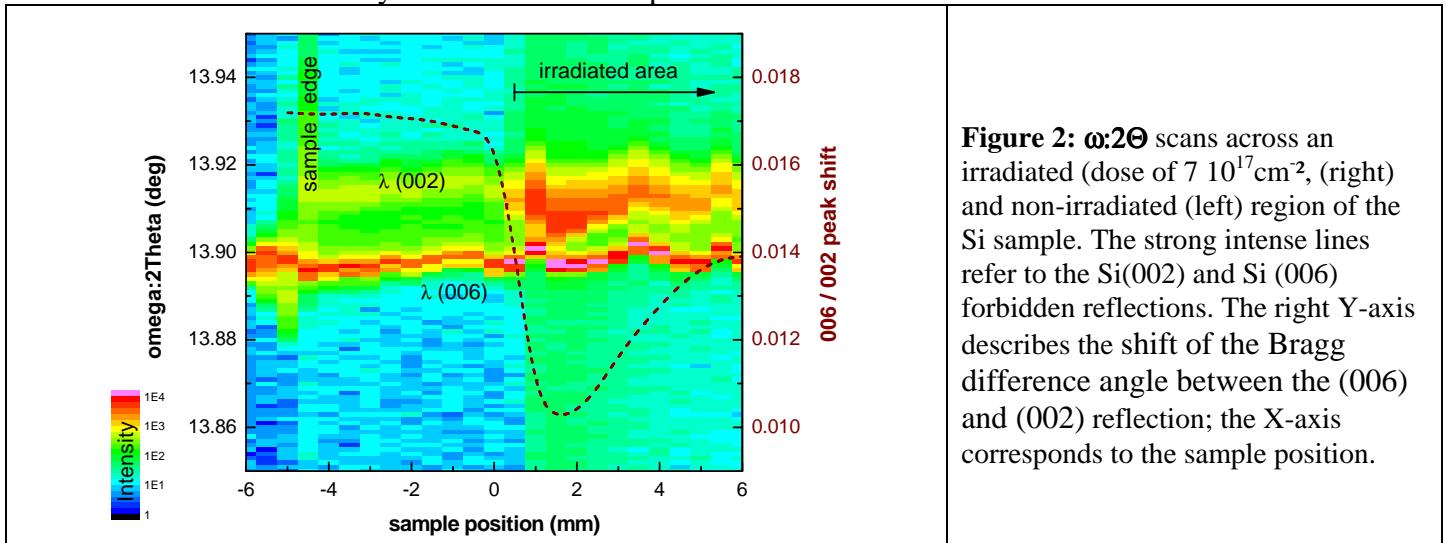 13.94
13.92
13.90
13.88
13.86
omega:2Theta (deg)
sample edge
irradiated area
λ (002)
λ (006)
0.018
0.016
0.014
0.012
0.010
006 / 002 peak shift
Intensity
1E4
1E3
1E2
1E1
1
-6 -4 -2 0 2 4 6
sample position (mm)
Figure 2: ω:2Θ scans across an
irradiated (dose of 7 10¹⁷cm⁻², (right)
and non-irradiated (left) region of the
Si sample. The strong intense lines
refer to the Si(002) and Si (006)
forbidden reflections. The right Y-axis
describes the shift of the Bragg
difference angle between the (006)
and (002) reflection; the X-axis
corresponds to the sample position.